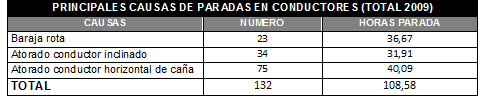 PRINCIPALES CAUSAS DE PARADAS EN CONDUCTORES (TOTAL 2009)
CAUSAS NUMERO HORAS PARADA
Baraja rota 23 36,67
Atorado conductor inclinado 34 31,91
Atorado conductor horizontal de caña 75 40,09
TOTAL 132 108,58